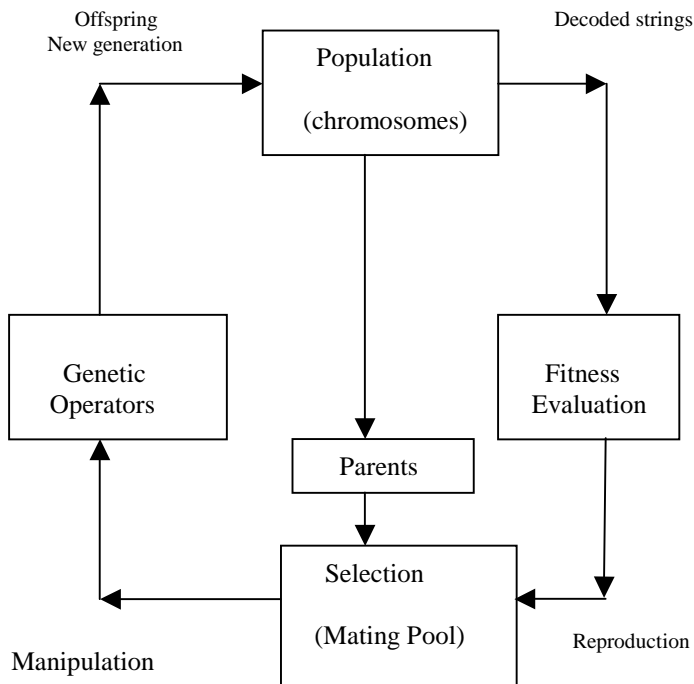 Offspring
New generation
Decoded strings
Population
(chromosomes)
Genetic
Operators
Fitness
Evaluation
Parents
Selection
(Mating Pool)
Manipulation
Reproduction